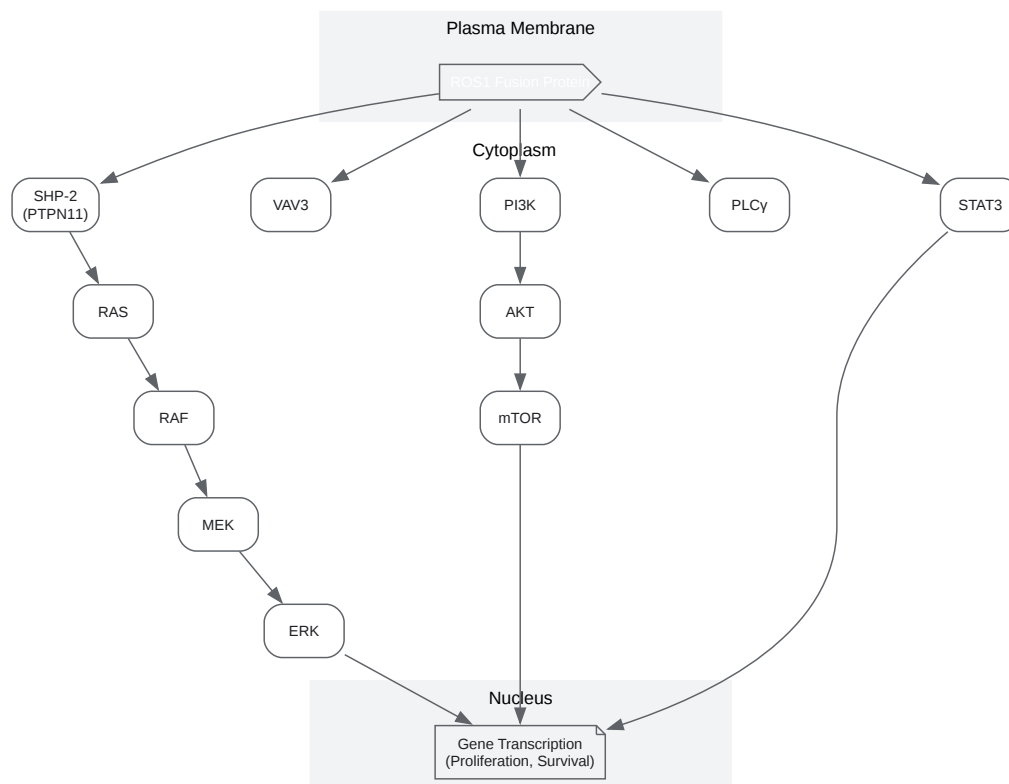 Plasma Membrane
ROS1 Fusion Protein
Cytoplasm
SHP-2
(PTPN11)
VAV3
PI3K
PLCγ
STAT3
RAS
AKT
RAF
mTOR
MEK
ERK
Nucleus
Gene Transcription
(Proliferation, Survival)